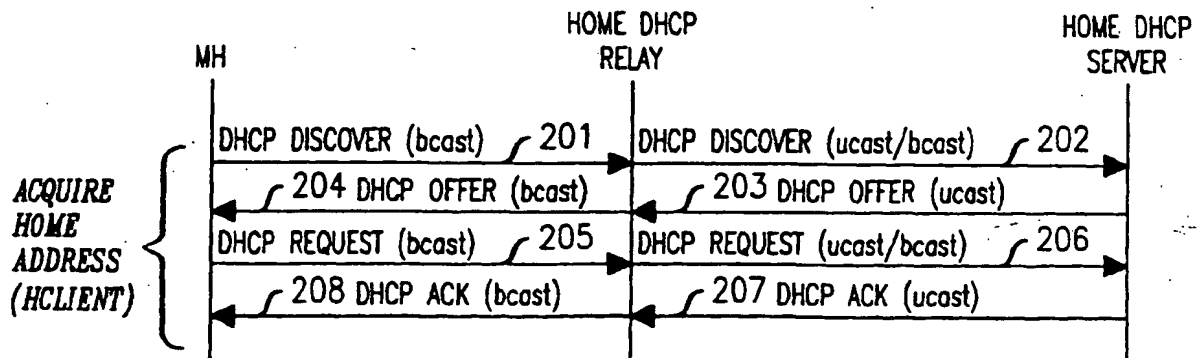 MH
HOME DHCP
RELAY
HOME DHCP
SERVER
DHCP DISCOVER (bcast) 201
DHCP DISCOVER (ucast/bcast) 202
204 DHCP OFFER (bcast)
203 DHCP OFFER (ucast)
ACQUIRE
HOME
ADDRESS
(HCLIENT)
DHCP REQUEST (bcast) 205
DHCP REQUEST (ucast/bcast) 206
208 DHCP ACK (bcast)
207 DHCP ACK (ucast)